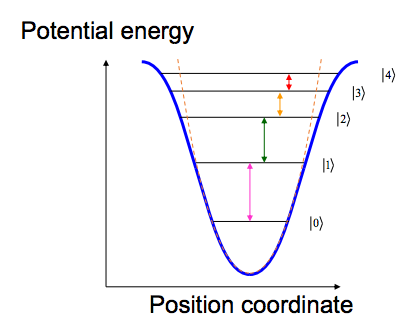 Potential energy
|4⟩
|3⟩
|2⟩
|1⟩
|0⟩
Position coordinate